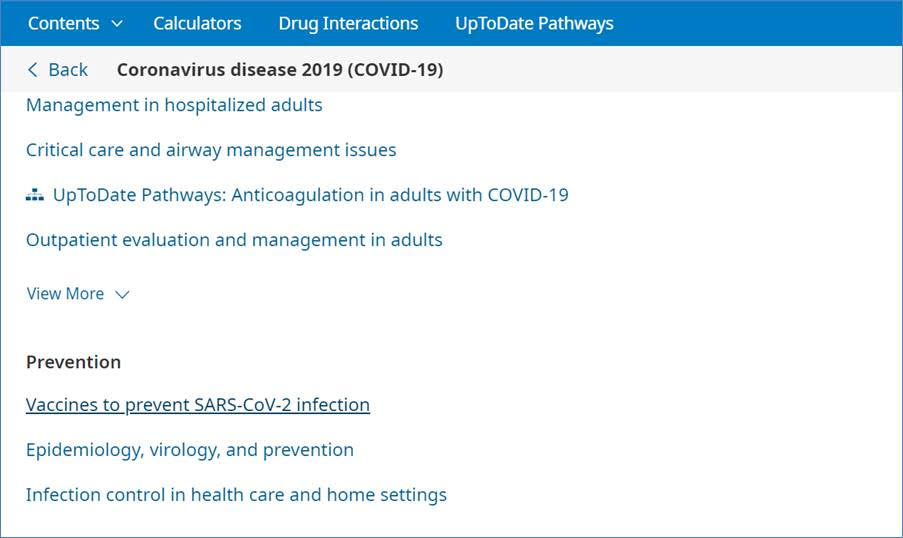 Contents Calculators Drug Interactions UpToDate Pathways
Back Coronavirus disease 2019 (COVID-19)
Management in hospitalized adults
Critical care and airway management issues
UpToDate Pathways: Anticoagulation in adults with COVID-19
Outpatient evaluation and management in adults
View More
Prevention
Vaccines to prevent SARS-CoV-2 infection
Epidemiology, virology, and prevention
Infection control in health care and home settings